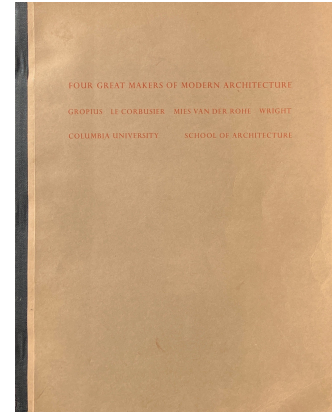 FOUR GREAT MAKERS OF MODERN ARCHITECTURE
GROPIUS LE CORBUSIER MIES VAN DER ROHE WRIGHT
COLUMBIA UNIVERSITY SCHOOL OF ARCHITECTURE